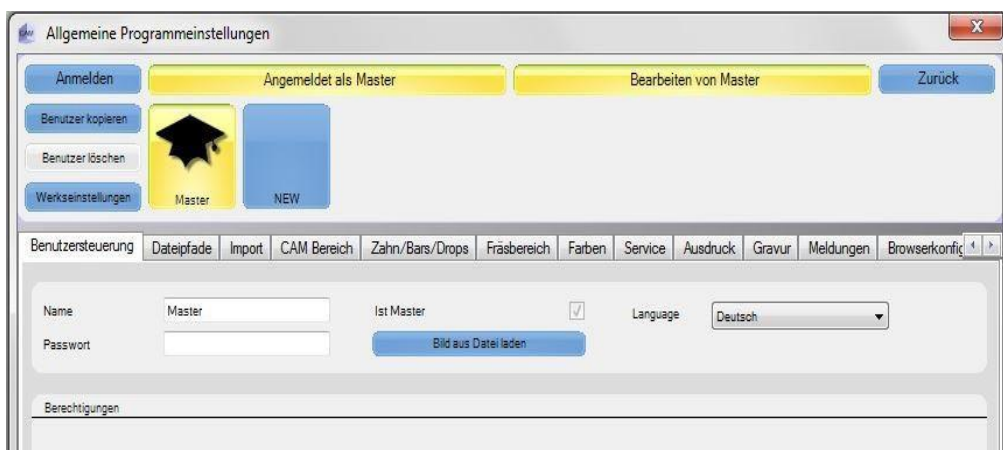 Allgemeine Programmeinstellungen
Anmelden Angemeldet als Master Bearbeiten von Master Zurück
Benutzer kopieren
Benutzer löschen
Werkseinstellungen Master NEW
Benutzersteuerung Dateipfade Import CAM Bereich Zahn/Bars/Drops Fräsbereich Farben Service Ausdruck Gravur Meldungen
Name Master Ist Master Language Deutsch
Passwort Bild aus Datei laden
Berechtigungen